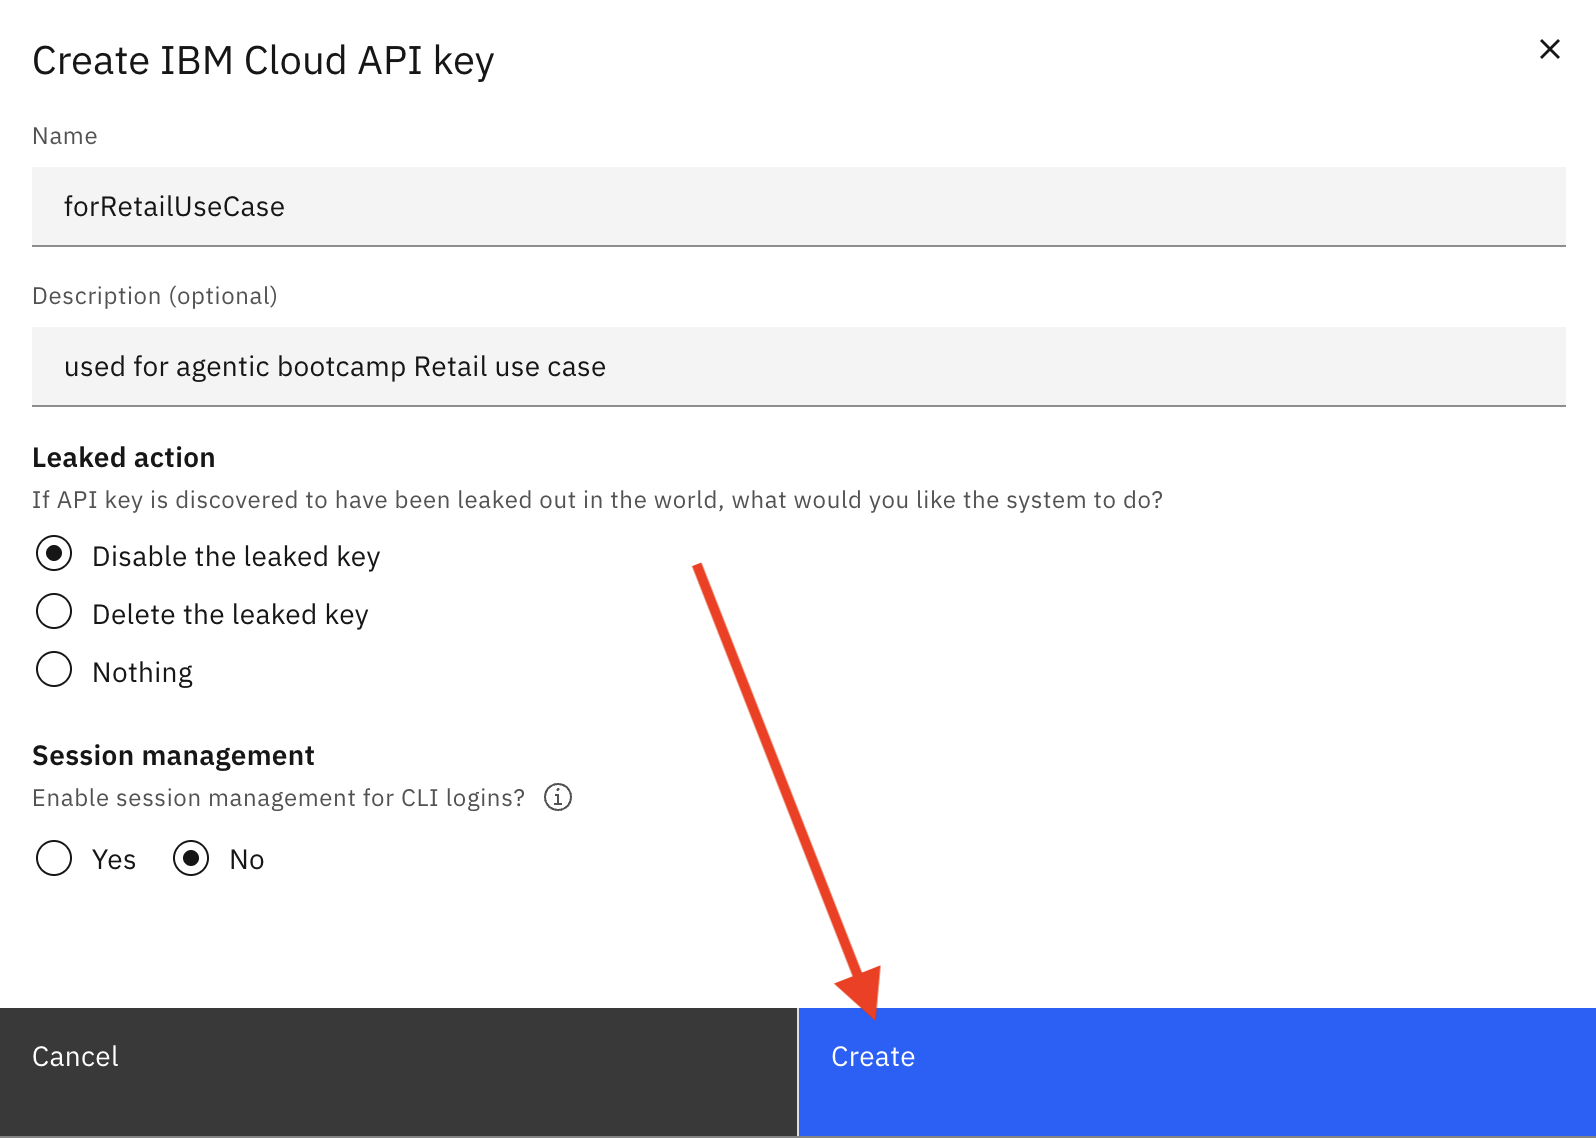 Create IBM Cloud API key
Name
forRetailUseCase
Description (optional)
used for agentic bootcamp Retail use case
Leaked action
If API key is discovered to have been leaked out in the world, what would you like the system to do?
Disable the leaked key
Delete the leaked key
Nothing
Session management
Enable session management for CLI logins?
Yes No
Cancel Create